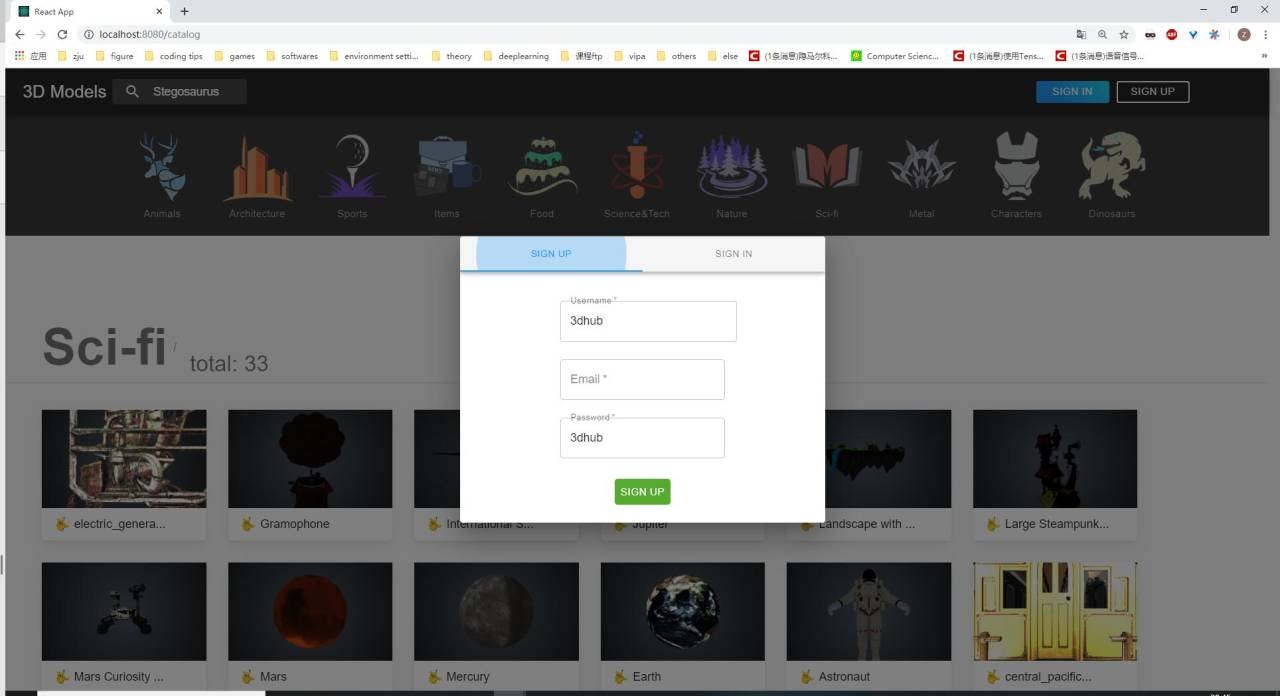 React App
localhost:8080/catalog
应用 zju figure coding tips games softwares environment setti... theory deeplearning 课程ftp vipa others else (1条消息)隐马尔科... Computer Scienc... (1条消息)使用Tens... (1条消息)语音信号...
3D Models Stegosaurus SIGN IN SIGN UP
NEWS
Animals Architecture Sports Items Food Science&Tech Nature Sci-fi Metal Characters Dinosaurs
SIGN UP SIGN IN
Username *
3dhub
Email *
Password *
3dhub
SIGN UP
Sci-fi / total: 33
electric_genera... Gramophone International S... Jupiter Landscape with ... Large Steampunk...
Mars Curiosity ... Mars Mercury Earth Astronaut central_pacific...